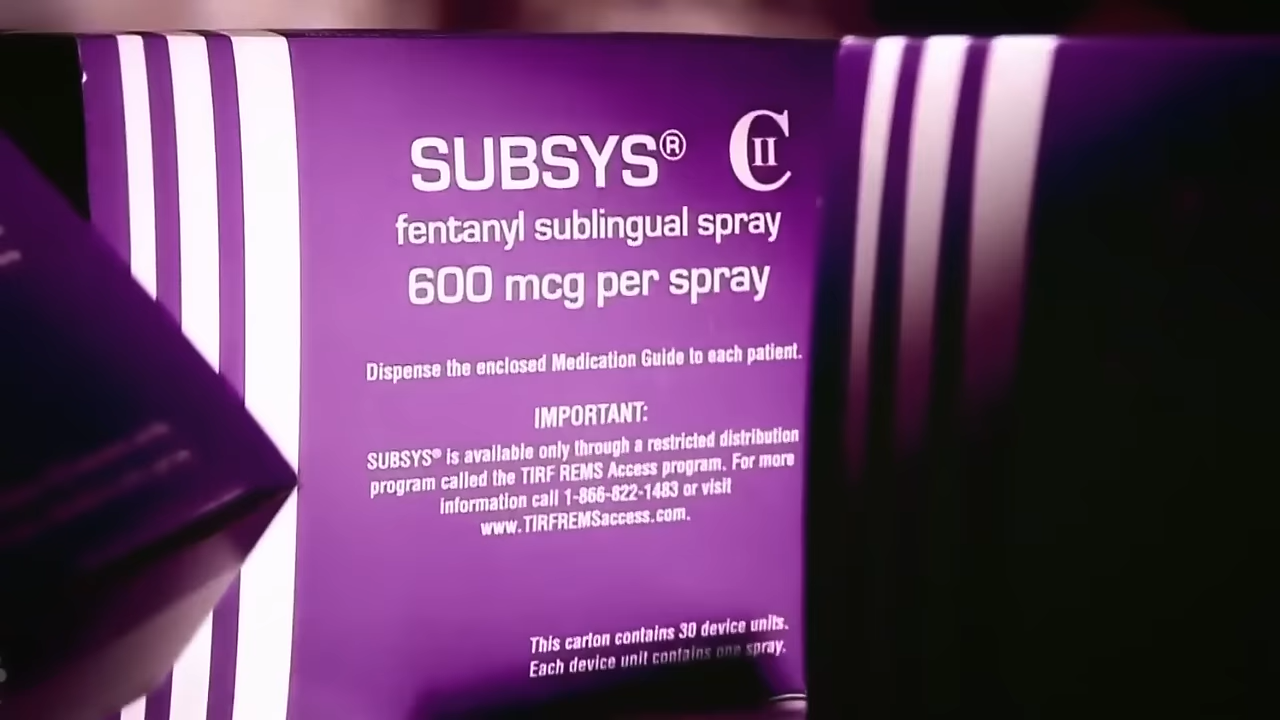 SUBSYS® CII
fentanyl sublingual spray
600 mcg per spray
Dispense the enclosed Medication Guide to each patient.
IMPORTANT:
SUBSYS® is available only through a restricted distribution
program called the TIRF REMS Access program. For more
information call 1-866-822-1483 or visit
www.TIRFREMSaccess.com.
This carton contains 30 device units.
Each device unit contains one spray.